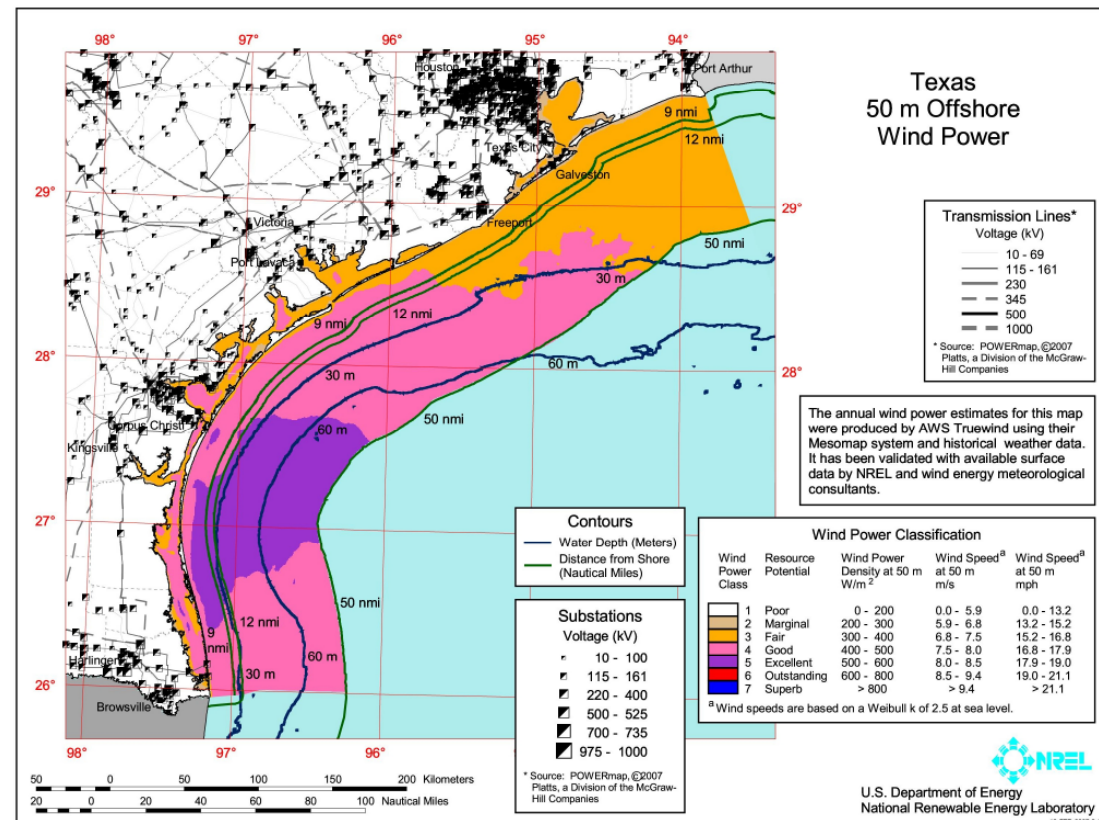 Texas
50 m Offshore
Wind Power
98°
97°
96°
95°
94°
Houston
Port Arthur
9 nmi
12 nmi
Texas City
Galveston
29°
29°
Victoria
Freeport
Port Lavaca
50 nmi
30 m
9 nmi
12 nmi
28°
28°
30 m
60 m
Corpus Christi
60 m
50 nmi
Kingsville
27°
50 nmi
9
nmi
12 nmi
60 m
Harlingen
30 m
26°
Browsville
98°
97°
96°
50 0 50 100 150 200 Kilometers
20 0 20 40 60 80 100 Nautical Miles
Transmission Lines*
Voltage (kV)
10 - 69
115 - 161
230
345
500
1000
* Source: POWERmap, ©2007
Platts, a Division of the McGraw-
Hill Companies
The annual wind power estimates for this map
were produced by AWS Truewind using their
Mesomap system and historical weather data.
It has been validated with available surface
data by NREL and wind energy meteorological
consultants.
Contours
Water Depth (Meters)
Distance from Shore
(Nautical Miles)
Substations
Voltage (kV)
10 - 100
115 - 161
220 - 400
500 - 525
700 - 735
975 - 1000
* Source: POWERmap, ©2007
Platts, a Division of the McGraw-
Hill Companies
Wind Power Classification
Wind Resource Wind Power Wind Speed a Wind Speed a
Power Potential Density at 50 m at 50 m at 50 m
Class W/m 2 m/s mph
1 Poor 0 - 200 0.0 - 5.9 0.0 - 13.2
2 Marginal 200 - 300 5.9 - 6.8 13.2 - 15.2
3 Fair 300 - 400 6.8 - 7.5 15.2 - 16.8
4 Good 400 - 500 7.5 - 8.0 16.8 - 17.9
5 Excellent 500 - 600 8.0 - 8.5 17.9 - 19.0
6 Outstanding 600 - 800 8.5 - 9.4 19.0 - 21.1
7 Superb > 800 > 9.4 > 21.1
a Wind speeds are based on a Weibull k of 2.5 at sea level.
NREL
U.S. Department of Energy
National Renewable Energy Laboratory